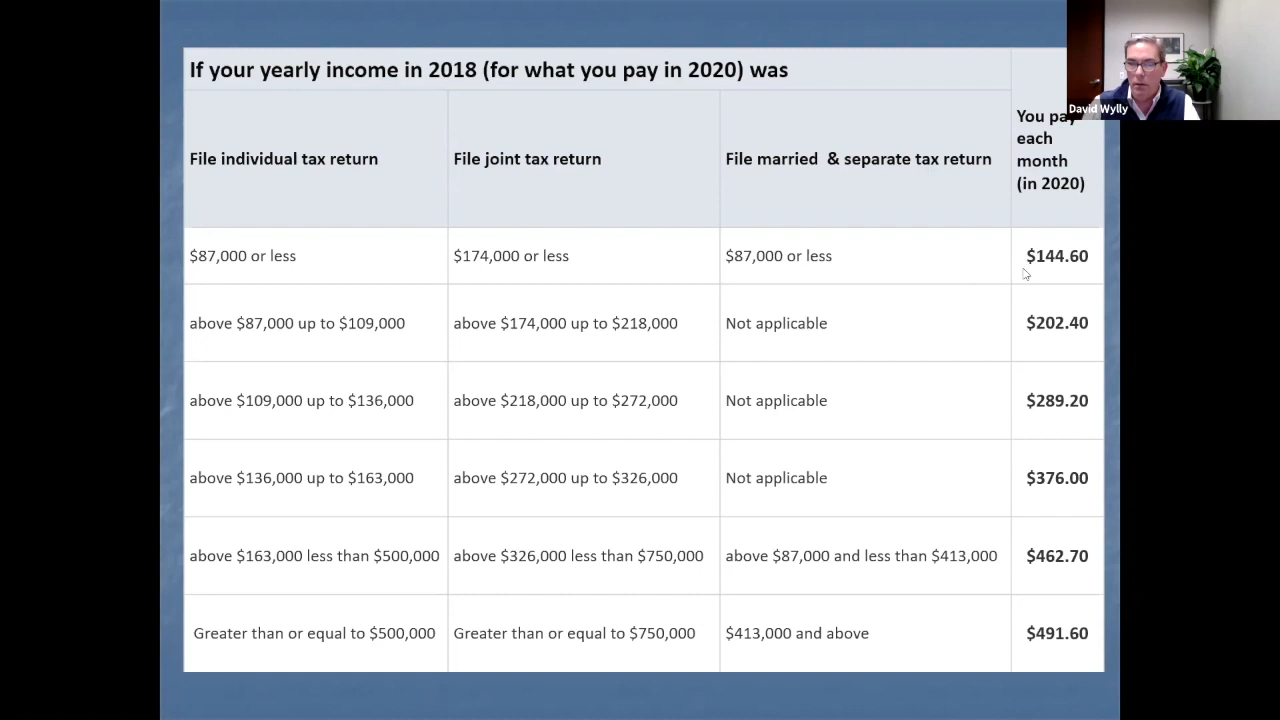 If your yearly income in 2018 (for what you pay in 2020) was
You pay
each
month
(in 2020)
File individual tax return
File joint tax return
File married & separate tax return
$87,000 or less
$174,000 or less
$87,000 or less
$144.60
above $87,000 up to $109,000
above $174,000 up to $218,000
Not applicable
$202.40
above $109,000 up to $136,000
above $218,000 up to $272,000
Not applicable
$289.20
above $136,000 up to $163,000
above $272,000 up to $326,000
Not applicable
$376.00
above $163,000 less than $500,000
above $326,000 less than $750,000
above $87,000 and less than $413,000
$462.70
Greater than or equal to $500,000
Greater than or equal to $750,000
$413,000 and above
$491.60
David Wylly